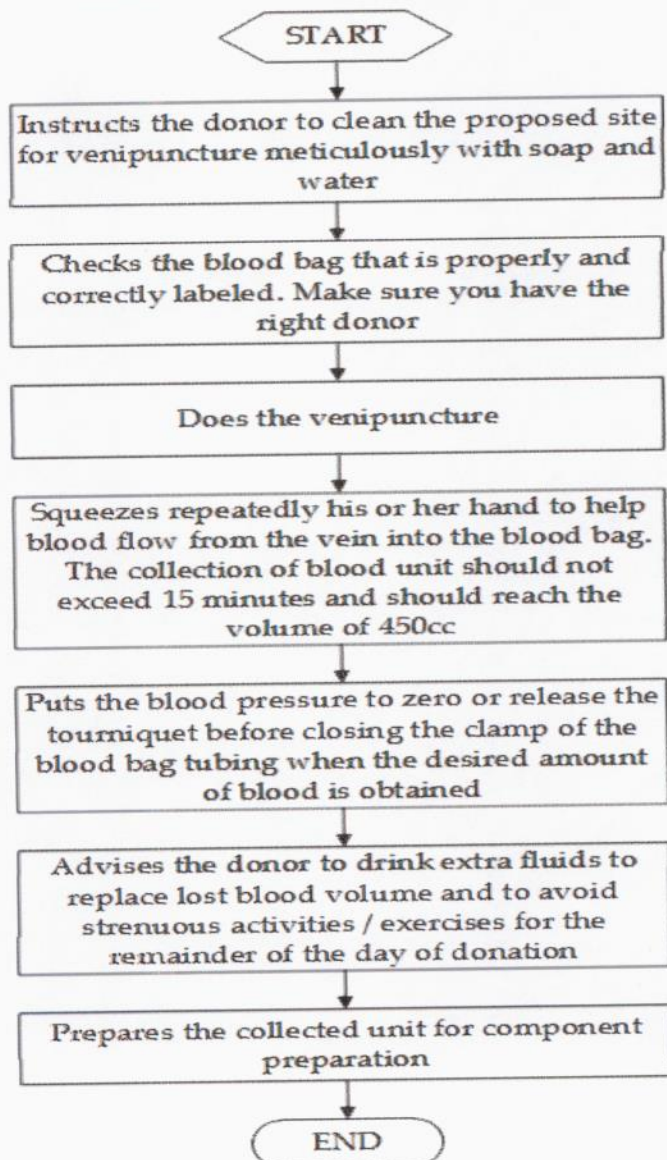 START
Instructs the donor to clean the proposed site
for venipuncture meticulously with soap and
water
Checks the blood bag that is properly and
correctly labeled. Make sure you have the
right donor
Does the venipuncture
Squeezes repeatedly his or her hand to help
blood flow from the vein into the blood bag.
The collection of blood unit should not
exceed 15 minutes and should reach the
volume of 450cc
Puts the blood pressure to zero or release the
tourniquet before closing the clamp of the
blood bag tubing when the desired amount
of blood is obtained
Advises the donor to drink extra fluids to
replace lost blood volume and to avoid
strenuous activities / exercises for the
remainder of the day of donation
Prepares the collected unit for component
preparation
END